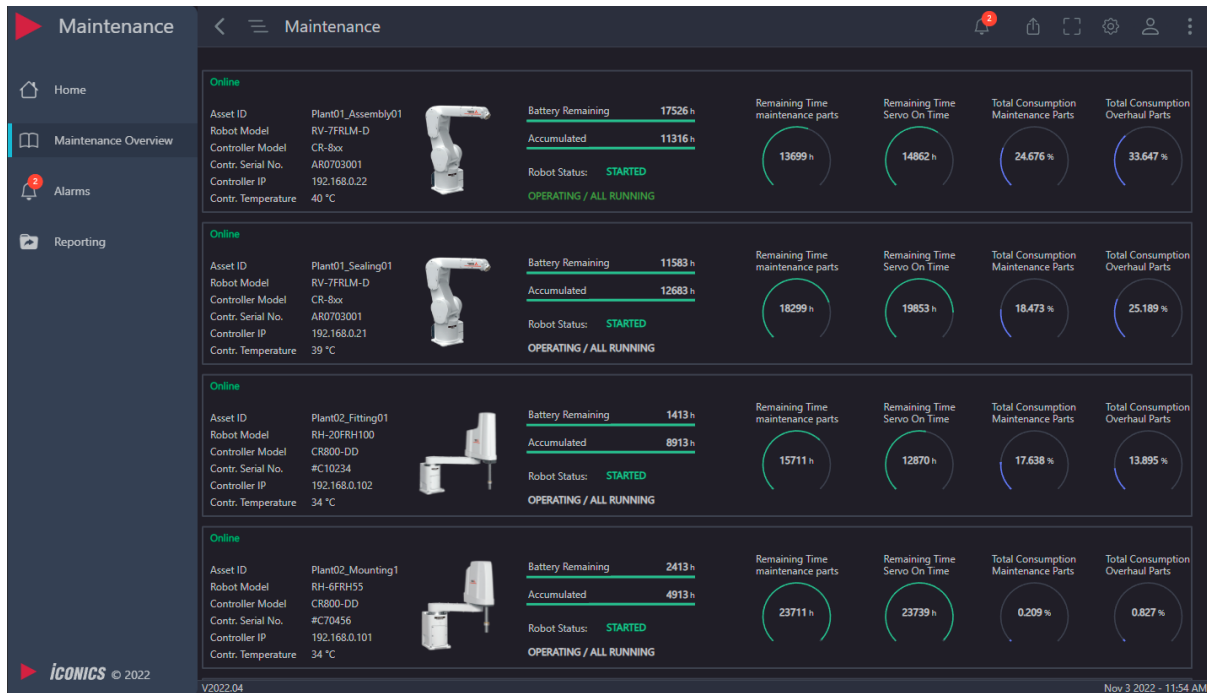 Maintenance
Maintenance
2
Home
Maintenance Overview
2
Alarms
Reporting
Online
Asset ID Plant01_Assembly01
Robot Model RV-7FRLM-D
Controller Model CR-8xx
Contr. Serial No. AR0703001
Controller IP 192.168.0.22
Contr. Temperature 40 °C
Battery Remaining 17526 h
Accumulated 11316 h
Robot Status: STARTED
OPERATING / ALL RUNNING
Remaining Time
maintenance parts
13699 h
Remaining Time
Servo On Time
14862 h
Total Consumption
Maintenance Parts
24.676 %
Total Consumption
Overhaul Parts
33.647 %
Online
Asset ID Plant01_Sealing01
Robot Model RV-7FRLM-D
Controller Model CR-8xx
Contr. Serial No. AR0703001
Controller IP 192.168.0.21
Contr. Temperature 39 °C
Battery Remaining 11583 h
Accumulated 12683 h
Robot Status: STARTED
OPERATING / ALL RUNNING
Remaining Time
maintenance parts
18299 h
Remaining Time
Servo On Time
19853 h
Total Consumption
Maintenance Parts
18.473 %
Total Consumption
Overhaul Parts
25.189 %
Online
Asset ID Plant02_Fitting01
Robot Model RH-20FRH100
Controller Model CR800-DD
Contr. Serial No. #C10234
Controller IP 192.168.0.102
Contr. Temperature 34 °C
Battery Remaining 1413 h
Accumulated 8913 h
Robot Status: STARTED
OPERATING / ALL RUNNING
Remaining Time
maintenance parts
15711 h
Remaining Time
Servo On Time
12870 h
Total Consumption
Maintenance Parts
17.638 %
Total Consumption
Overhaul Parts
13.895 %
Online
Asset ID Plant02_Mounting1
Robot Model RH-6FRH55
Controller Model CR800-DD
Contr. Serial No. #C70456
Controller IP 192.168.0.101
Contr. Temperature 34 °C
Battery Remaining 2413 h
Accumulated 4913 h
Robot Status: STARTED
OPERATING / ALL RUNNING
Remaining Time
maintenance parts
23711 h
Remaining Time
Servo On Time
23739 h
Total Consumption
Maintenance Parts
0.209 %
Total Consumption
Overhaul Parts
0.827 %
iCONICS © 2022
V2022.04
Nov 3 2022 - 11:54 AM